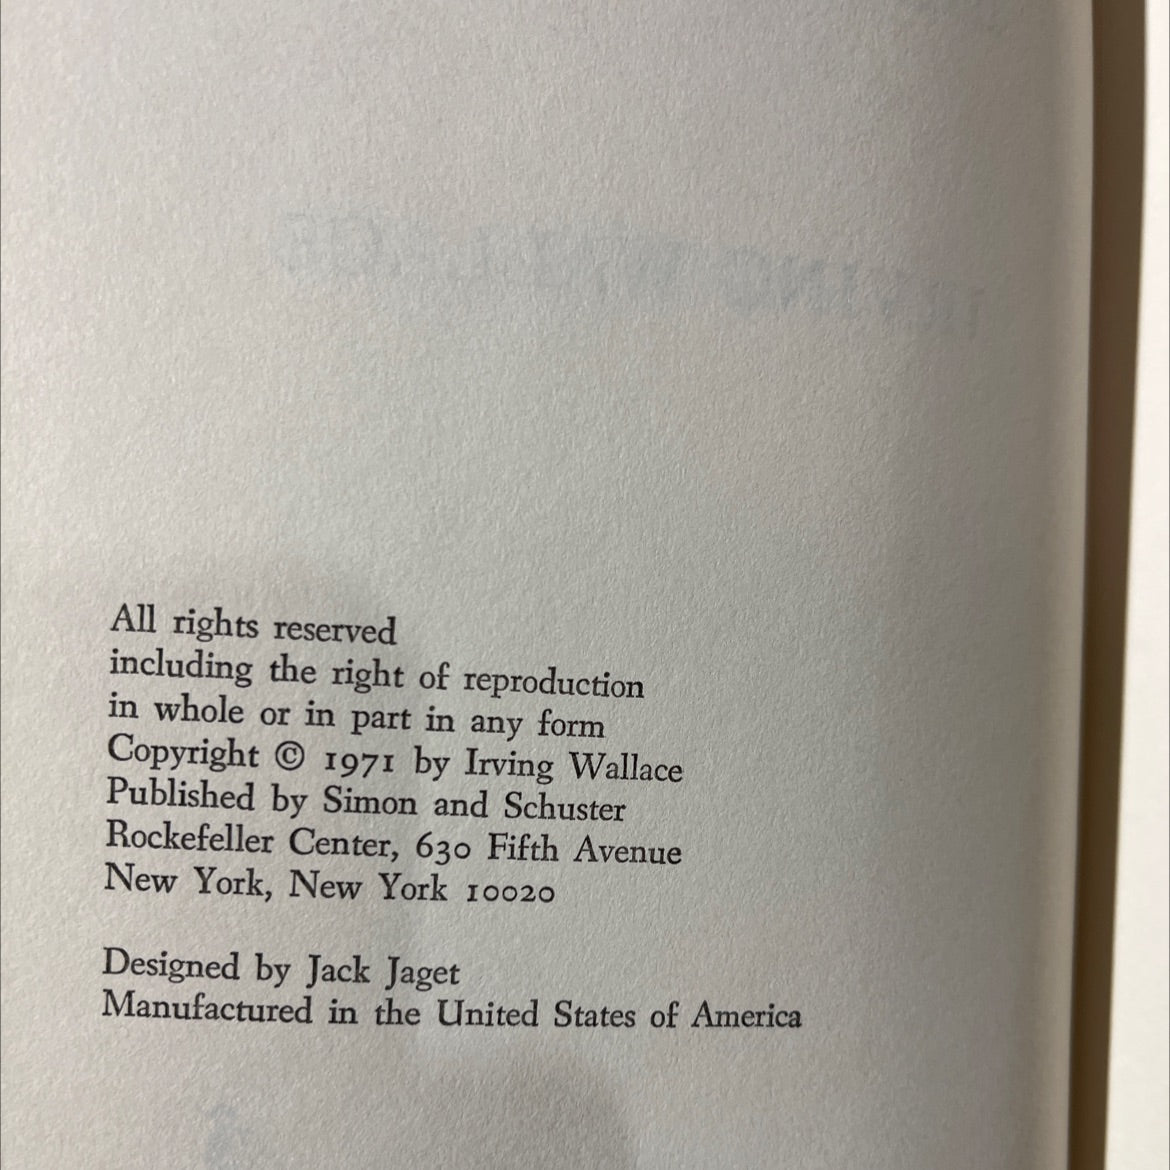 All rights reserved
including the right of reproduction
in whole or in part in any form
Copyright © 1971 by Irving Wallace
Published by Simon and Schuster
Rockefeller Center, 630 Fifth Avenue
New York, New York 10020
Designed by Jack Jaget
Manufactured in the United States of America